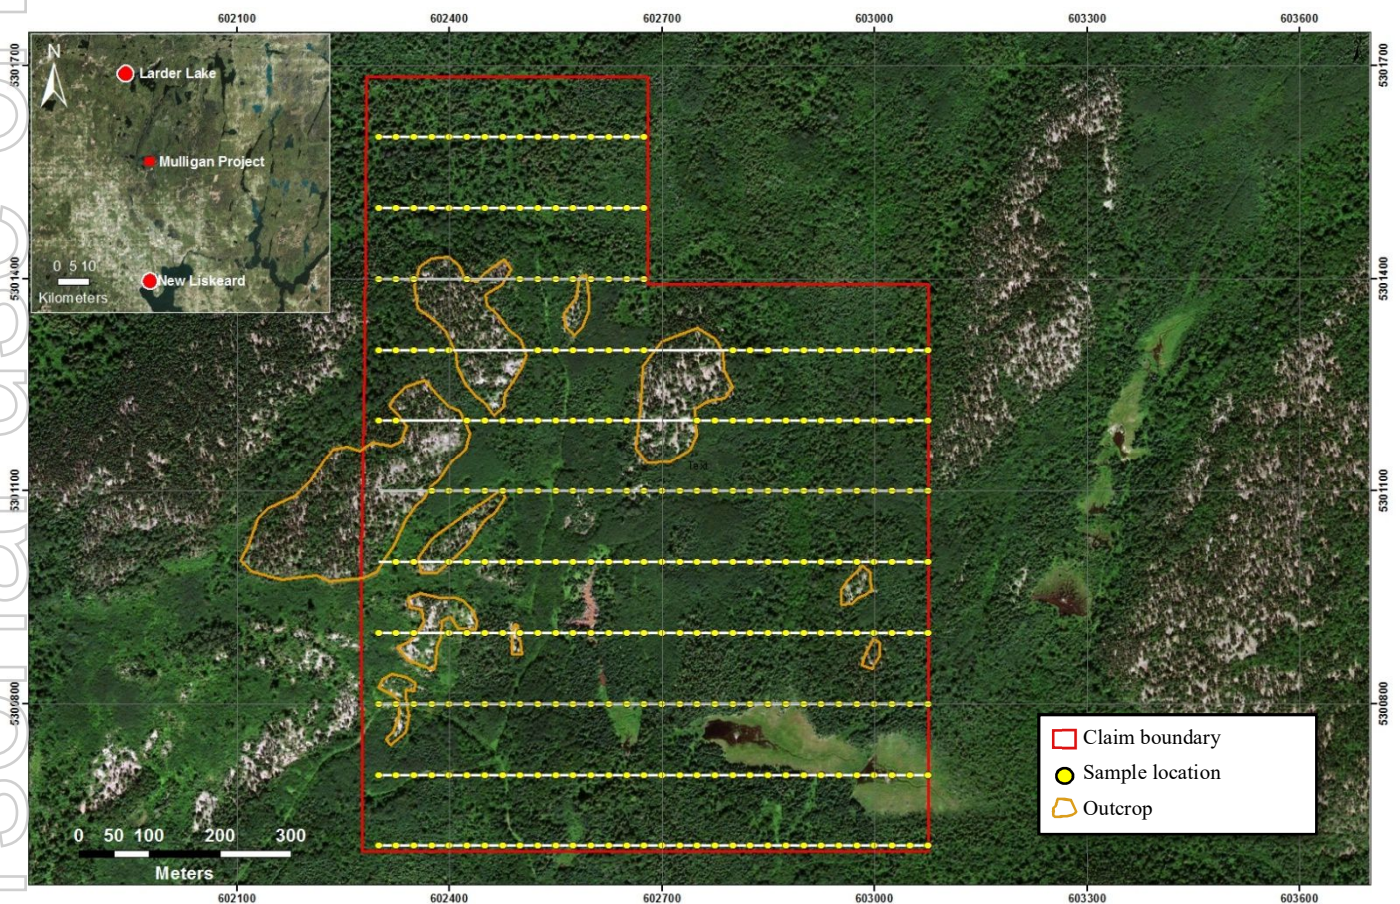 602100 602400 602700 603000 603300 603600
5301700 5301700
N
Larder Lake
Mulligan Project
0 5 10
Kilometers
New Liskeard
5301400 5301400
Text
5301100 5301100
5300800 5300800
Claim boundary
Sample location
Outcrop
0 50 100 200 300
Meters
602100 602400 602700 603000 603300 603600